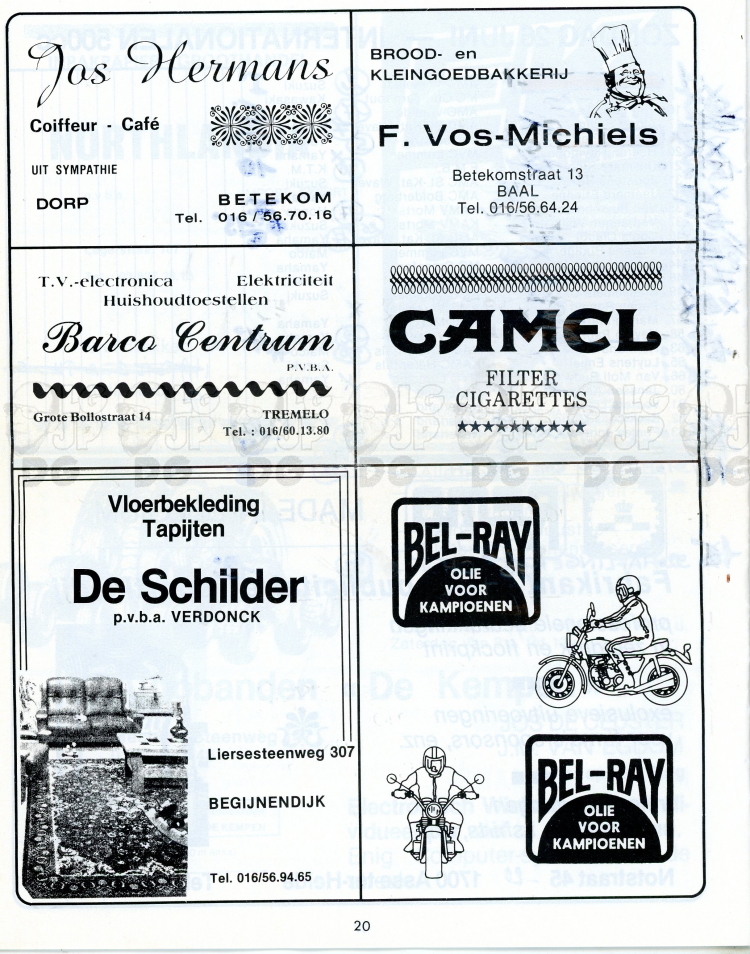 Jos Hermans
Coiffeur - Café
UIT SYMPATHIE
DORP
BETEKOM
Tel. 016 / 56.70.16
BROOD- en
KLEINGOEDBAKKERIJ
F. Vos-Michiels
Betekomstraat 13
BAAL
Tel. 016/56.64.24
T.V.-electronica Elektriciteit
Huishoudtoestellen
Barco Centrum
P.V.B.A.
Grote Bollostraat 14
TREMELO
Tel. : 016/60.13.80
CAMEL
FILTER
CIGARETTES
Vloerbekleding
Tapijten
De Schilder
p.v.b.a. VERDONCK
Liersesteenweg 307
BEGIJNENDIJK
Tel. 016/56.94.65
BEL-RAY
OLIE
VOOR
KAMPIOENEN
BEL-RAY
OLIE
VOOR
KAMPIOENEN
20